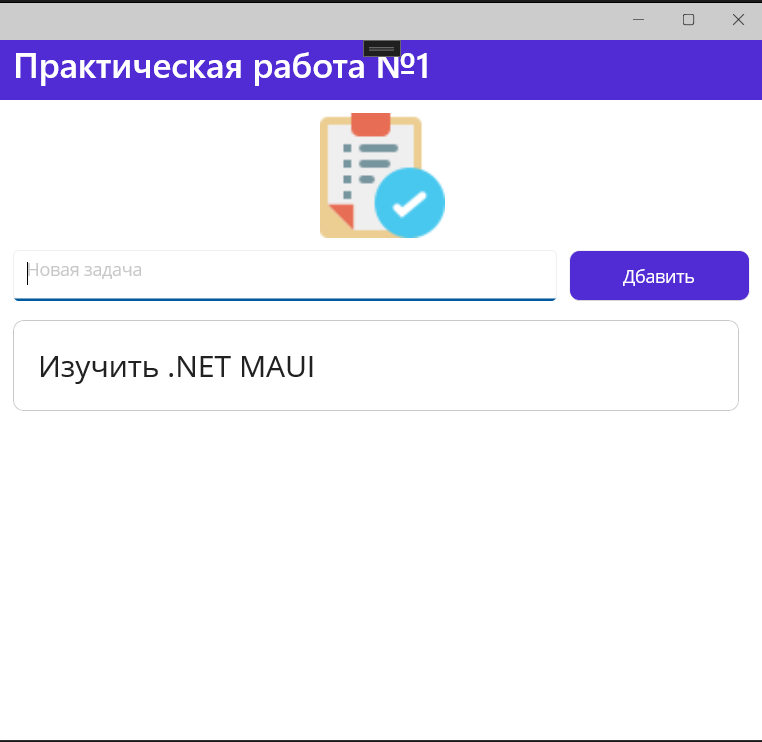 Практическая работа №1
Новая задача
Дбавить
Изучить .NET MAUI